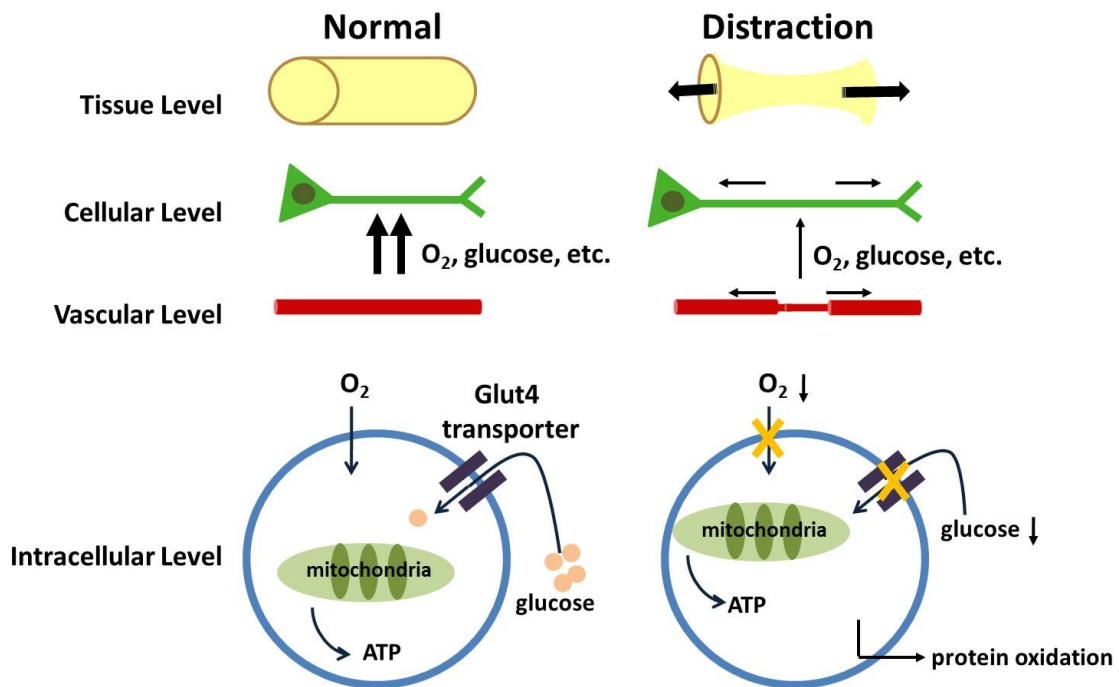 Normal
Distraction
Tissue Level
Cellular Level
O₂, glucose, etc.
O₂, glucose, etc.
Vascular Level
O₂
Glut4
transporter
O₂
Intracellular Level
mitochondria
glucose
ATP
mitochondria
glucose
ATP
protein oxidation